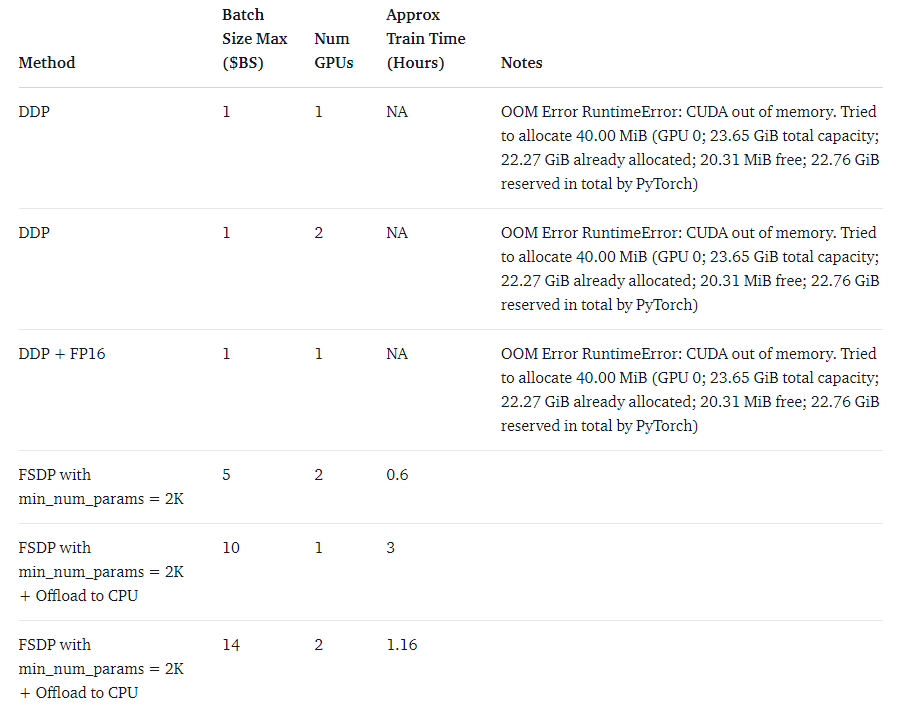 Batch Approx
Size Max Num Train Time
Method ($BS) GPUs (Hours) Notes
DDP 1 1 NA OOM Error RuntimeError: CUDA out of memory. Tried
to allocate 40.00 MiB (GPU 0; 23.65 GiB total capacity;
22.27 GiB already allocated; 20.31 MiB free; 22.76 GiB
reserved in total by PyTorch)
DDP 1 2 NA OOM Error RuntimeError: CUDA out of memory. Tried
to allocate 40.00 MiB (GPU 0; 23.65 GiB total capacity;
22.27 GiB already allocated; 20.31 MiB free; 22.76 GiB
reserved in total by PyTorch)
DDP + FP16 1 1 NA OOM Error RuntimeError: CUDA out of memory. Tried
to allocate 40.00 MiB (GPU 0; 23.65 GiB total capacity;
22.27 GiB already allocated; 20.31 MiB free; 22.76 GiB
reserved in total by PyTorch)
FSDP with 5 2 0.6
min_num_params = 2K
FSDP with 10 1 3
min_num_params = 2K
+ Offload to CPU
FSDP with 14 2 1.16
min_num_params = 2K
+ Offload to CPU